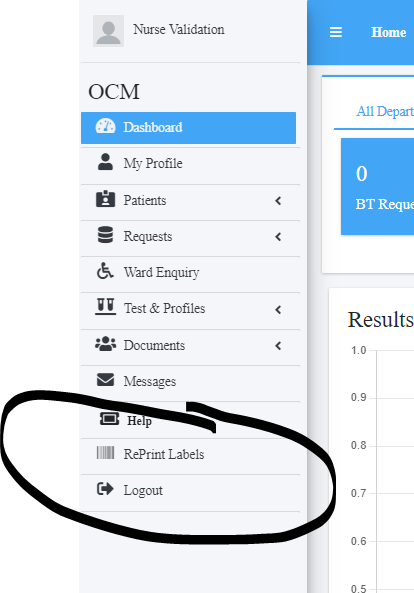 Nurse Validation
Home
OCM
All Depart
Dashboard
My Profile
0
Patients
BT Reque
Requests
Ward Enquiry
Test & Profiles
Results
Documents
1.0
Messages
0.9
Help
0.8
RePrint Labels
Logout
0.7
0.6
0.5